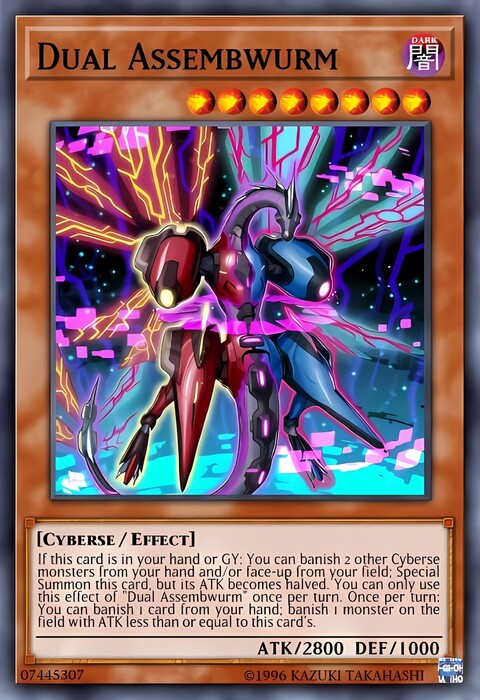 DUAL ASSEMBWURM
DARK
闇
[CYBERSE / EFFECT]
If this card is in your hand or GY: You can banish 2 other Cyberse
monsters from your hand and/or face-up from your field; Special
Summon this card, but its ATK becomes halved. You can only use
this effect of "Dual Assembwurm" once per turn. Once per turn:
You can banish 1 card from your hand; banish 1 monster on the
field with ATK less than or equal to this card's.
ATK/2800 DEF/1000
07445307 ©1996 KAZUKI TAKAHASHI